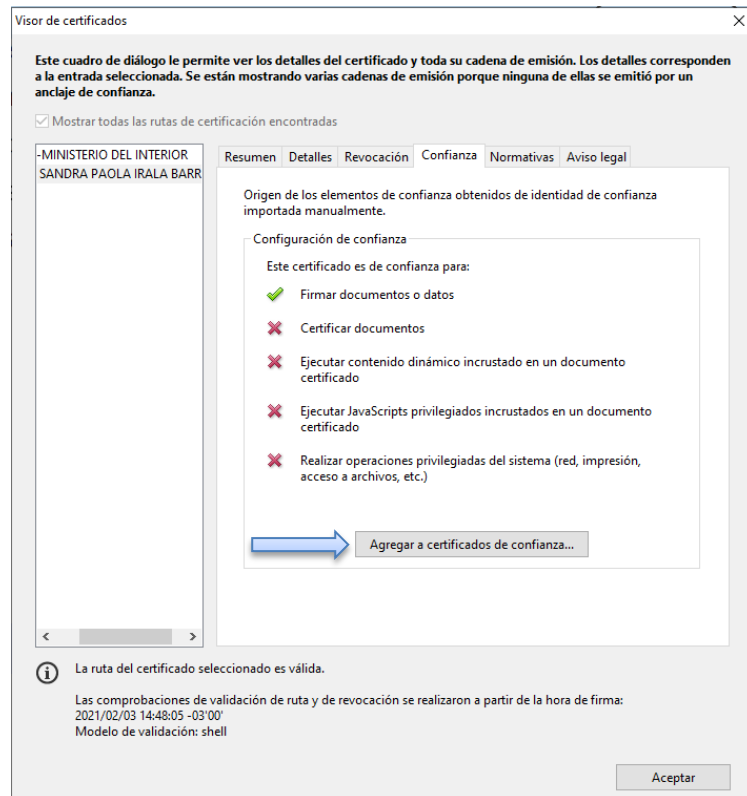 Visor de certificados
Este cuadro de diálogo le permite ver los detalles del certificado y toda su cadena de emisión. Los detalles corresponden
a la entrada seleccionada. Se están mostrando varias cadenas de emisión porque ninguna de ellas se emitió por un
anclaje de confianza.
Mostrar todas las rutas de certificación encontradas
-MINISTERIO DEL INTERIOR
SANDRA PAOLA IRALA BARR
Resumen Detalles Revocación Confianza Normativas Aviso legal
Origen de los elementos de confianza obtenidos de identidad de confianza
importada manualmente.
Configuración de confianza
Este certificado es de confianza para:
Firmar documentos o datos
Certificar documentos
Ejecutar contenido dinámico incrustado en un documento
certificado
Ejecutar JavaScripts privilegiados incrustados en un documento
certificado
Realizar operaciones privilegiadas del sistema (red, impresión,
acceso a archivos, etc.)
Agregar a certificados de confianza...
La ruta del certificado seleccionado es válida.
Las comprobaciones de validación de ruta y de revocación se realizaron a partir de la hora de firma:
2021/02/03 14:48:05 -03'00'
Modelo de validación: shell
Aceptar